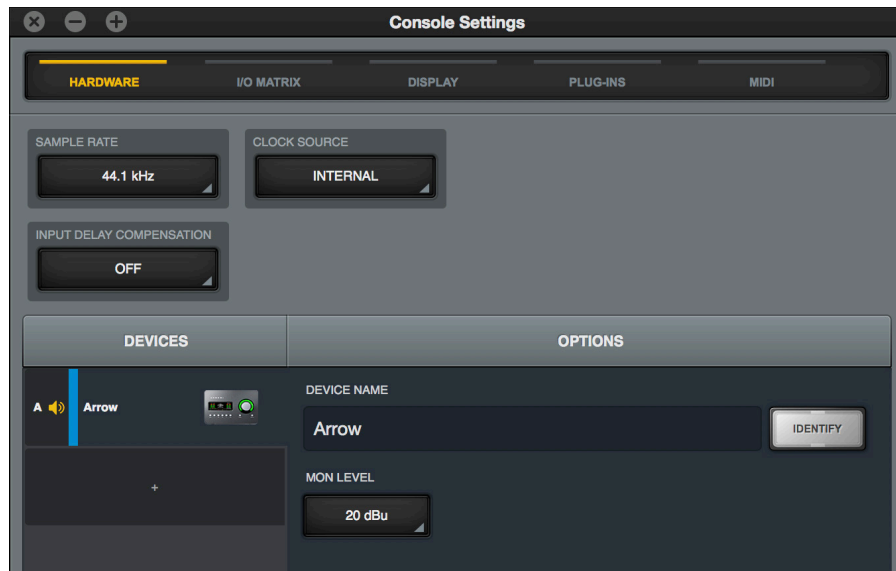 Console Settings
HARDWARE I/O MATRIX DISPLAY PLUG-INS MIDI
SAMPLE RATE CLOCK SOURCE
44.1 kHz INTERNAL
INPUT DELAY COMPENSATION
OFF
DEVICES OPTIONS
DEVICE NAME
A Arrow
Arrow IDENTIFY
MON LEVEL
+
20 dBu